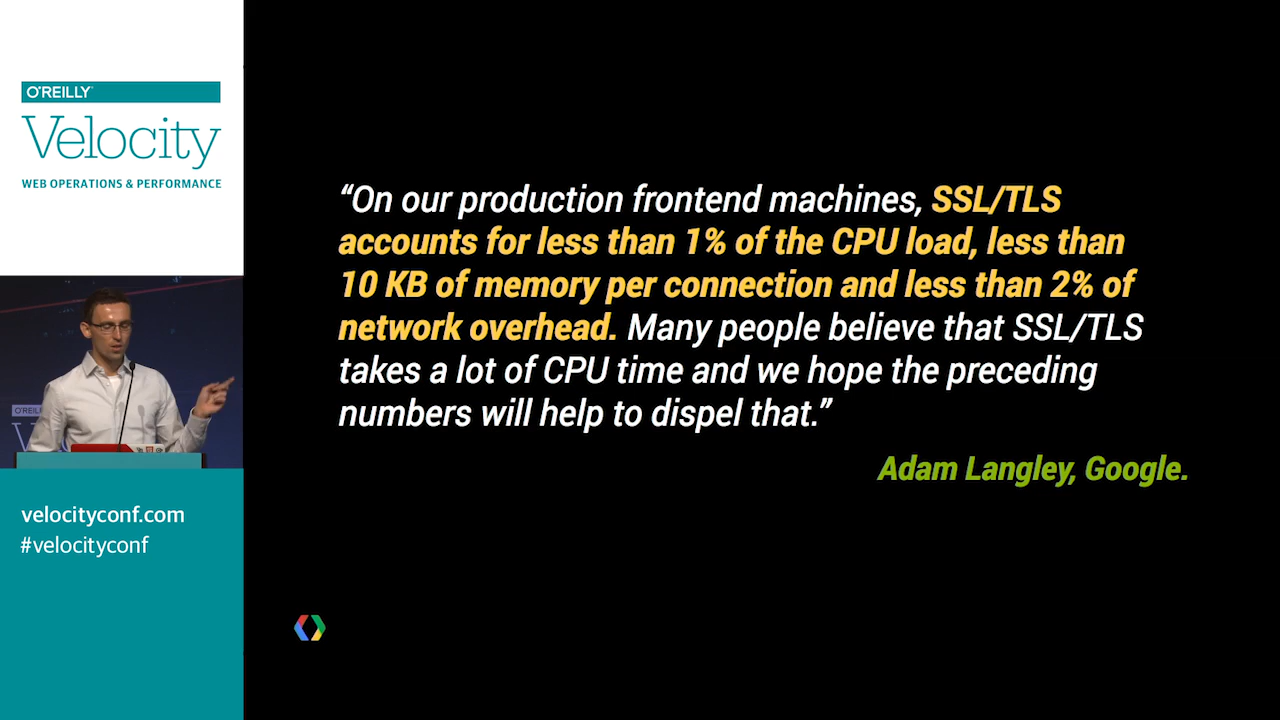 O'REILLY
Velocity
WEB OPERATIONS & PERFORMANCE
“On our production frontend machines, SSL/TLS
accounts for less than 1% of the CPU load, less than
10 KB of memory per connection and less than 2% of
network overhead. Many people believe that SSL/TLS
takes a lot of CPU time and we hope the preceding
numbers will help to dispel that.”
Adam Langley, Google.
O'REIL
velocityconf.com
#velocityconf